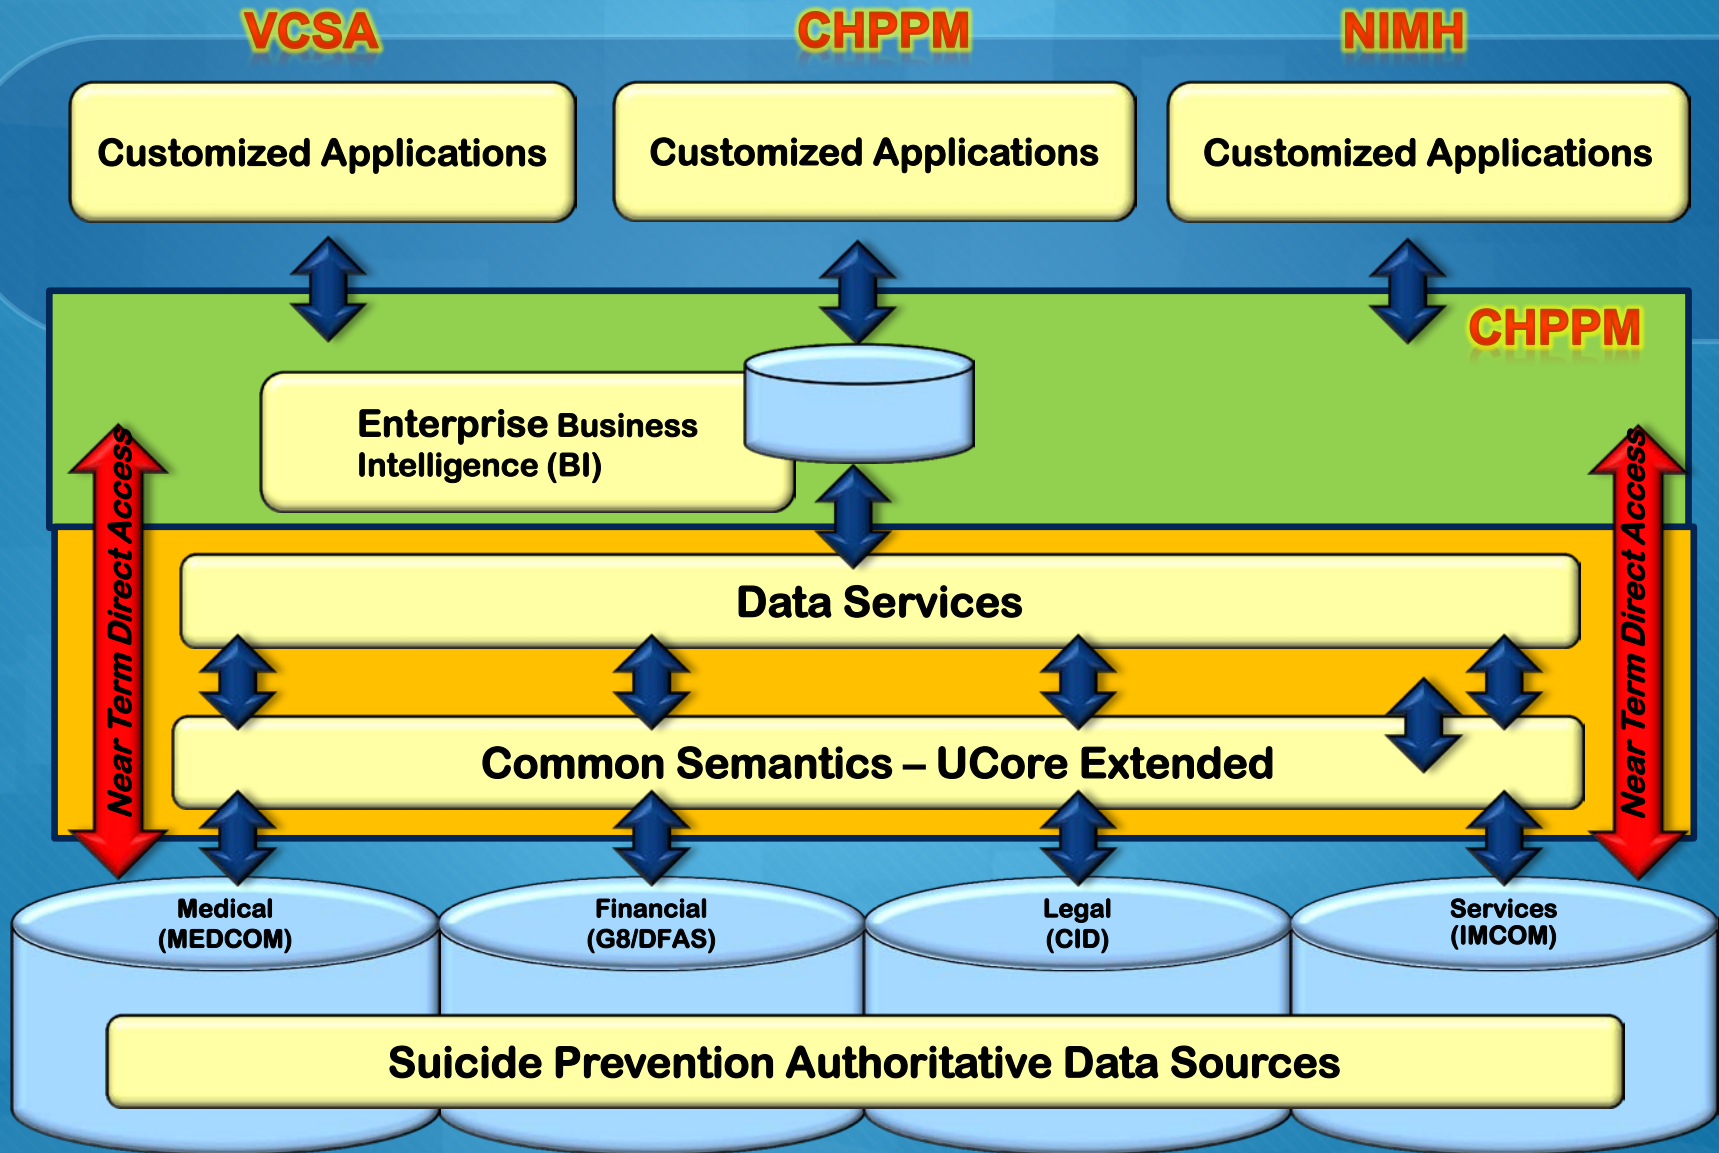 VCSA
CHPPM
NIMH
Customized Applications
Customized Applications
Customized Applications
CHPPM
Enterprise Business
Intelligence (BI)
Near Term Direct Access
Near Term Direct Access
Data Services
Common Semantics – UCore Extended
Medical
(MEDCOM)
Financial
(G8/DFAS)
Legal
(CID)
Services
(IMCOM)
Suicide Prevention Authoritative Data Sources